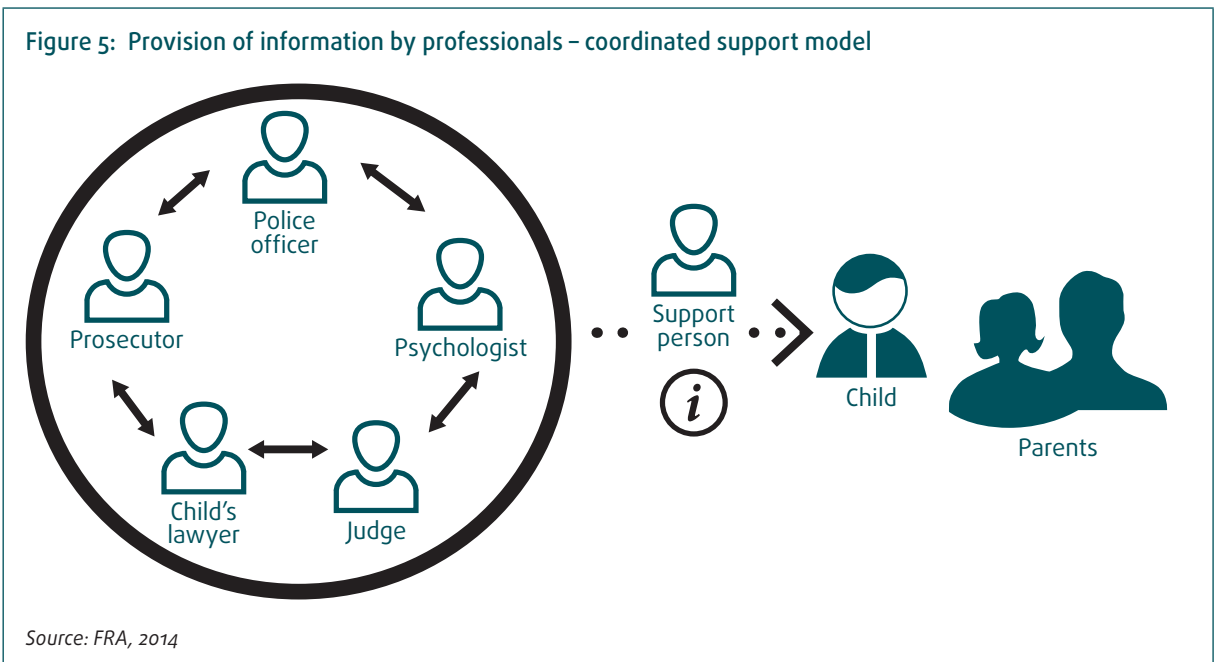 Figure 5: Provision of information by professionals – coordinated support model
Police
officer
Prosecutor
Psychologist
Child's
lawyer
Judge
Support
person
i
Child
Parents
Source: FRA, 2014